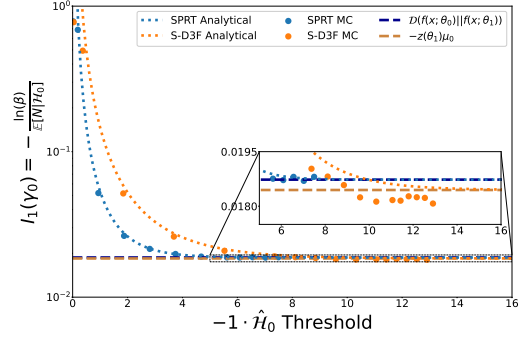 SPRT Analytical
S-D3F Analytical
SPRT MC
S-D3F MC
𝒟(f(x; θ₀)||f(x; θ₁))
−z(θ₁)μ₀
I₁(γ₀) = − ln(β) / 𝔼[N|ℋ₀]
10⁰
10⁻¹
10⁻²
0.0195
0.0180
6 8 10 12 14 16
0 2 4 6 8 10 12 14 16
−1 · ℋ̂₀ Threshold